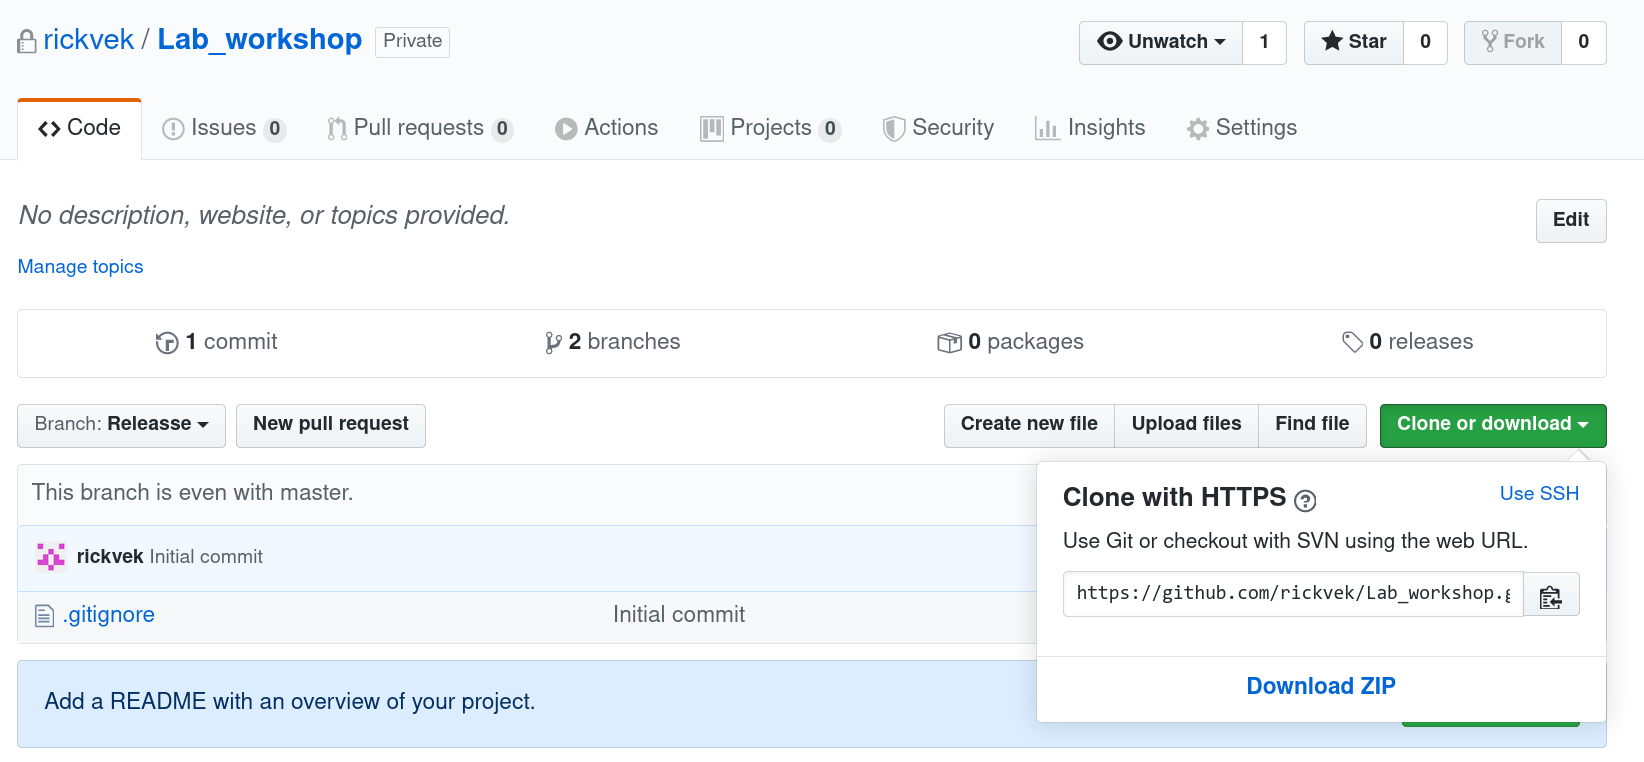 rickvek / Lab_workshop Private Unwatch 1 Star 0 Fork 0
Code Issues 0 Pull requests 0 Actions Projects 0 Security Insights Settings
No description, website, or topics provided. Edit
Manage topics
1 commit 2 branches 0 packages 0 releases
Branch: Releasse New pull request Create new file Upload files Find file Clone or download
This branch is even with master.
Clone with HTTPS ? Use SSH
Use Git or checkout with SVN using the web URL.
rickvek Initial commit
https://github.com/rickvek/Lab_workshop.g
.gitignore Initial commit
Download ZIP
Add a README with an overview of your project.